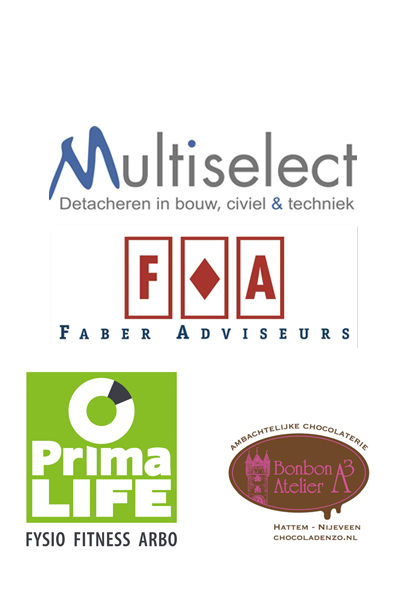 Multiselect
Detacheren in bouw, civiel & techniek
F A
FABER ADVISEURS
Prima
LIFE
FYSIO FITNESS ARBO
AMBACHTELIJKE CHOCOLATERIE
Bonbon A3
Atelier
HATTEM - NIJEVEEN
CHOCOLADENZO.NL